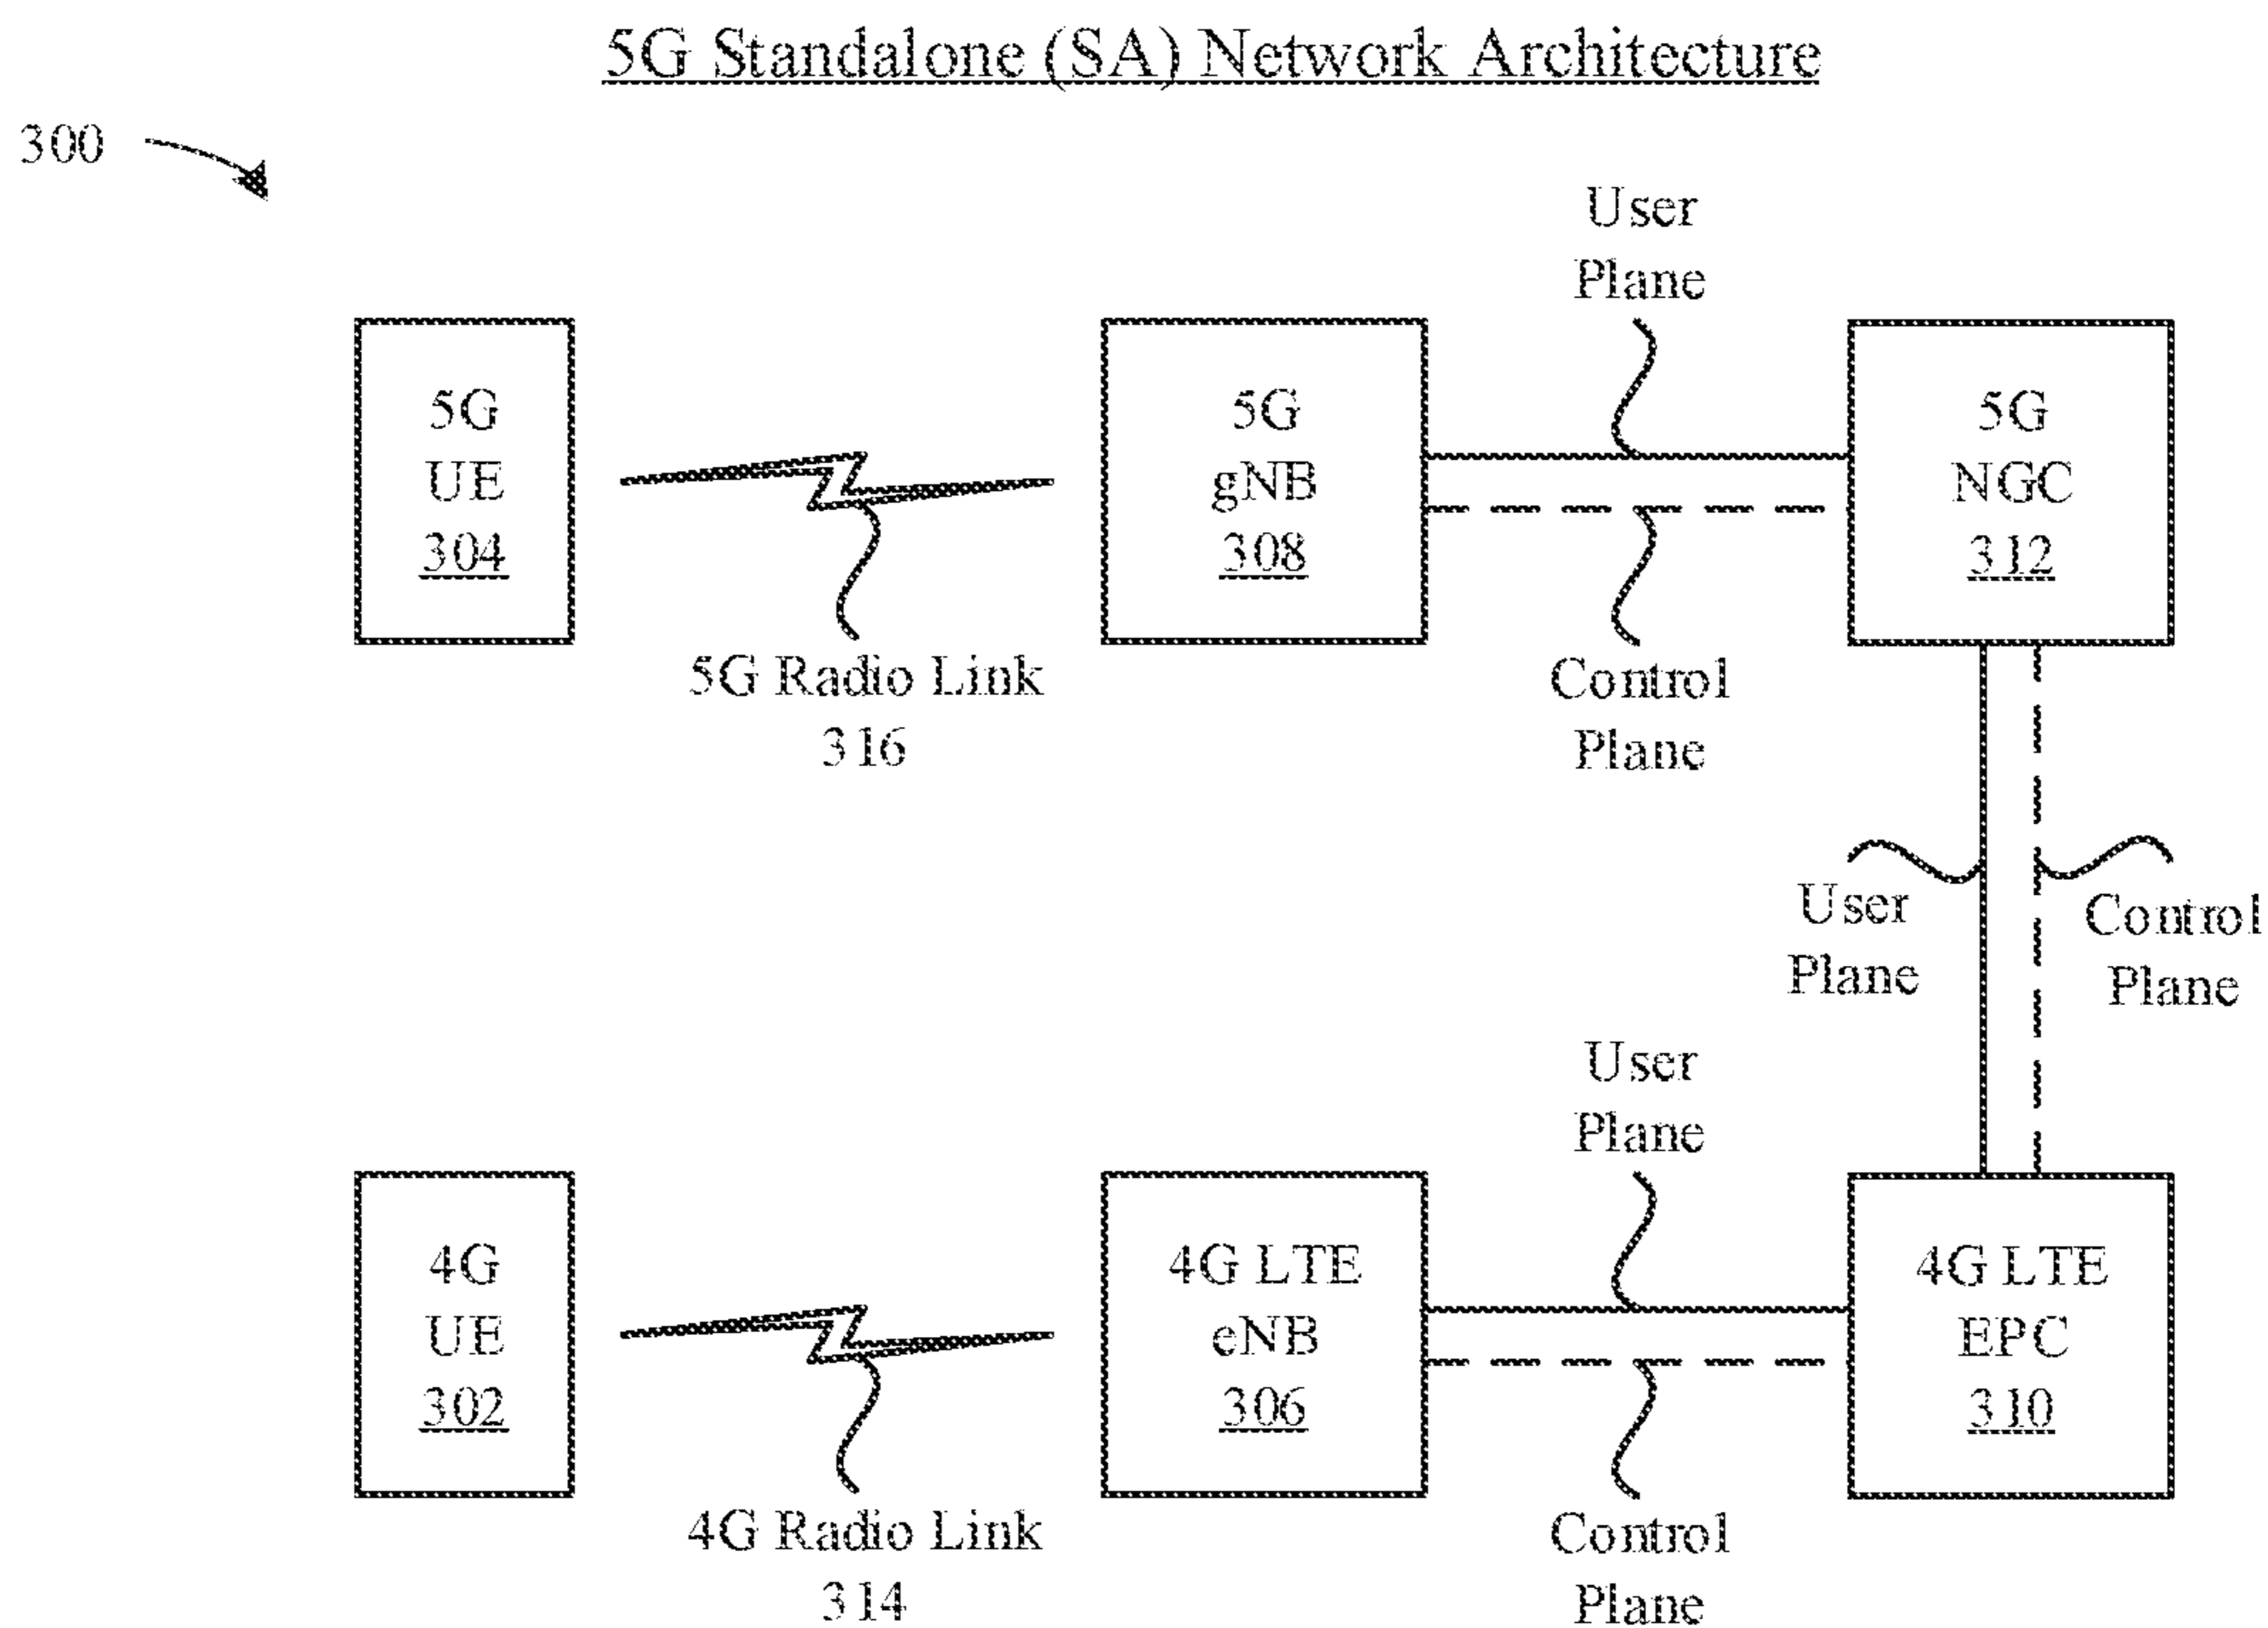 5G Standalone (SA) Network Architecture
300
User
Plane
5G
UE
304
5G
gNB
308
5G
NGC
312
5G Radio Link
316
Control
Plane
User
Plane
Control
Plane
User
Plane
4G
UE
302
4G LTE
eNB
306
4G LTE
EPC
310
4G Radio Link
314
Control
Plane